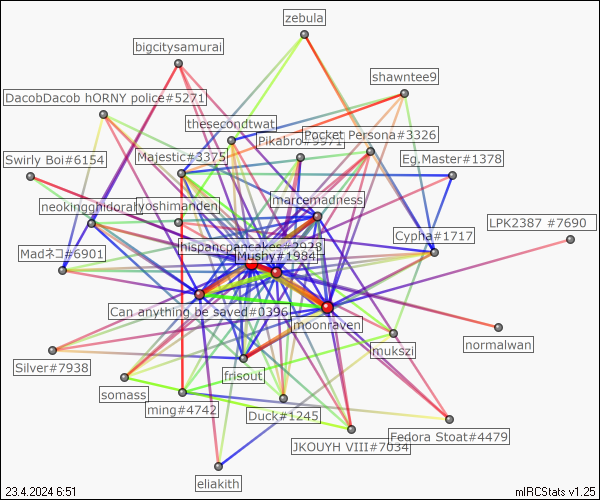 zebula
bigcitysamurai
shawntee9
DacobDacob hORNY police#5271
thesecondtwat
Pocket Persona#3326
Majestic#3375
Swirly Boi#6154
Eg.Master#1378
marcemadness
neokingghidorah
yoshimanden
LPK2387 #7690
Cypha#1717
hispancpancakes#2928
Mushy#1984
Madネコ#6901
Can anything be saved#0396
moonraven
mukszi
normalwan
Silver#7938
frisout
somass
ming#4742
Duck#1245
Fedora Stoat#4479
JKOUYH VIII#7034
eliakith
23.4.2024 6:51
mIRCStats v1.25